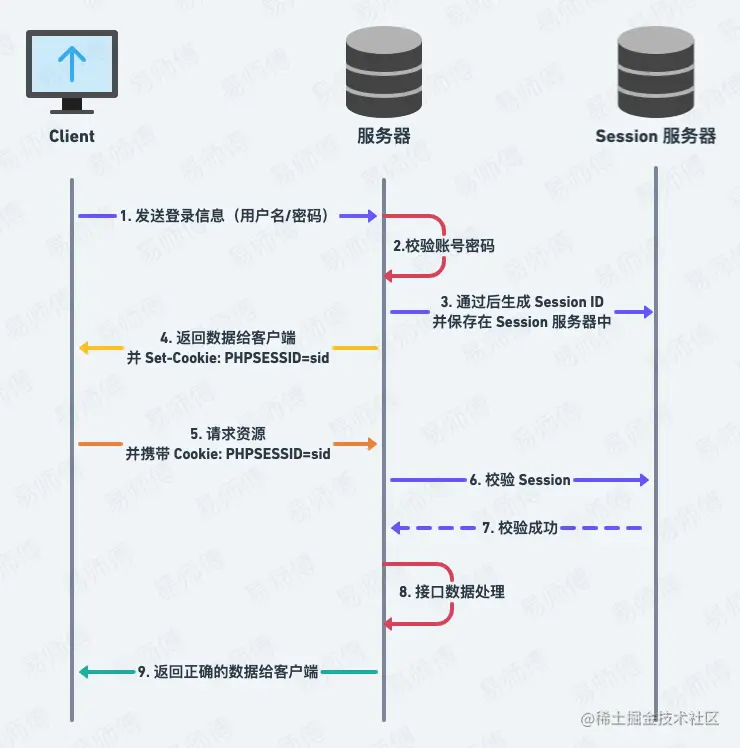 Client
服务器
Session 服务器
1. 发送登录信息（用户名/密码）
2.校验账号密码
3. 通过后生成 Session ID
并保存在 Session 服务器中
4. 返回数据给客户端
并 Set-Cookie: PHPSESSID=sid
5. 请求资源
并携带 Cookie: PHPSESSID=sid
6. 校验 Session
7. 校验成功
8. 接口数据处理
9. 返回正确的数据给客户端
@稀土掘金技术社区
易师傅